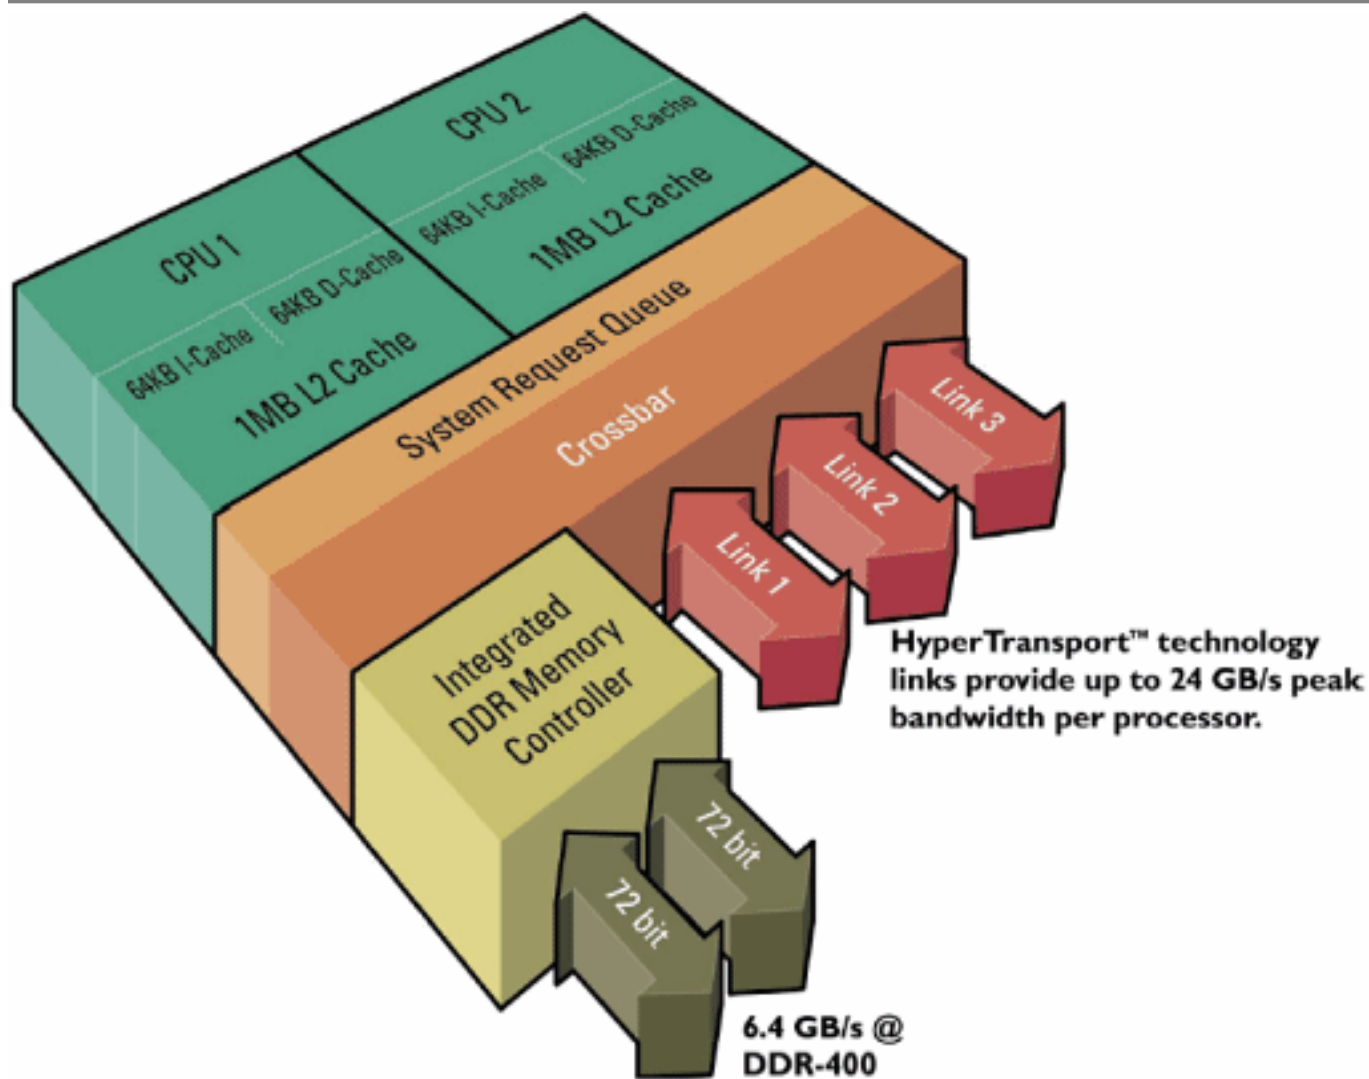 CPU 1
64KB I-Cache
64KB D-Cache
1MB L2 Cache
CPU 2
64KB I-Cache
64KB D-Cache
1MB L2 Cache
System Request Queue
Crossbar
Link 1
Link 2
Link 3
HyperTransport™ technology
links provide up to 24 GB/s peak
bandwidth per processor.
Integrated
DDR Memory
Controller
72 bit
72 bit
6.4 GB/s @
DDR-400